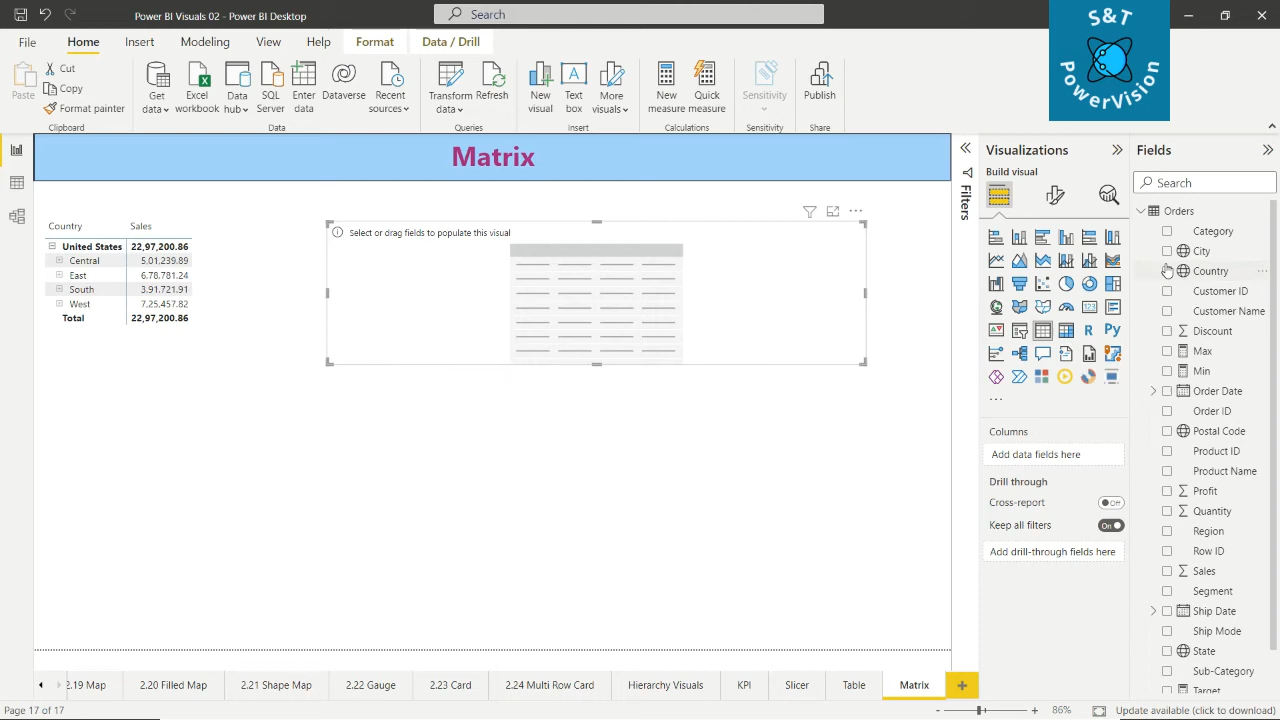 Power BI Visuals 02 - Power BI Desktop
Search
S&T
PowerVision
File
Home
Insert
Modeling
View
Help
Format
Data / Drill
Paste
Cut
Copy
Format painter
Clipboard
Get
data
Excel
workbook
Data
hub
SQL
Server
Enter
data
Dataverse
Recent
sources
Data
Transform
data
Refresh
Queries
New
visual
Text
box
More
visuals
Insert
New
measure
Quick
measure
Calculations
Sensitivity
Sensitivity
Publish
Share
Matrix
Country Sales
United States 22,97,200.86
Central 5,01,239.89
East 6,78,781.24
South 3,91,721.91
West 7,25,457.82
Total 22,97,200.86
Select or drag fields to populate this visual
Filters
Visualizations
Build visual
R
Py
Columns
Add data fields here
Drill through
Cross-report
Off
Keep all filters
On
Add drill-through fields here
Fields
Search
Orders
Category
City
Country
Customer ID
Customer Name
Discount
Max
Min
Order Date
Order ID
Postal Code
Product ID
Product Name
Profit
Quantity
Region
Row ID
Sales
Segment
Ship Date
Ship Mode
State
Sub-Category
Target
2.19 Map
2.20 Filled Map
2.21 Shape Map
2.22 Gauge
2.23 Card
2.24 Multi Row Card
Hierarchy Visuals
KPI
Slicer
Table
Matrix
Page 17 of 17
86%
Update available (click to download)